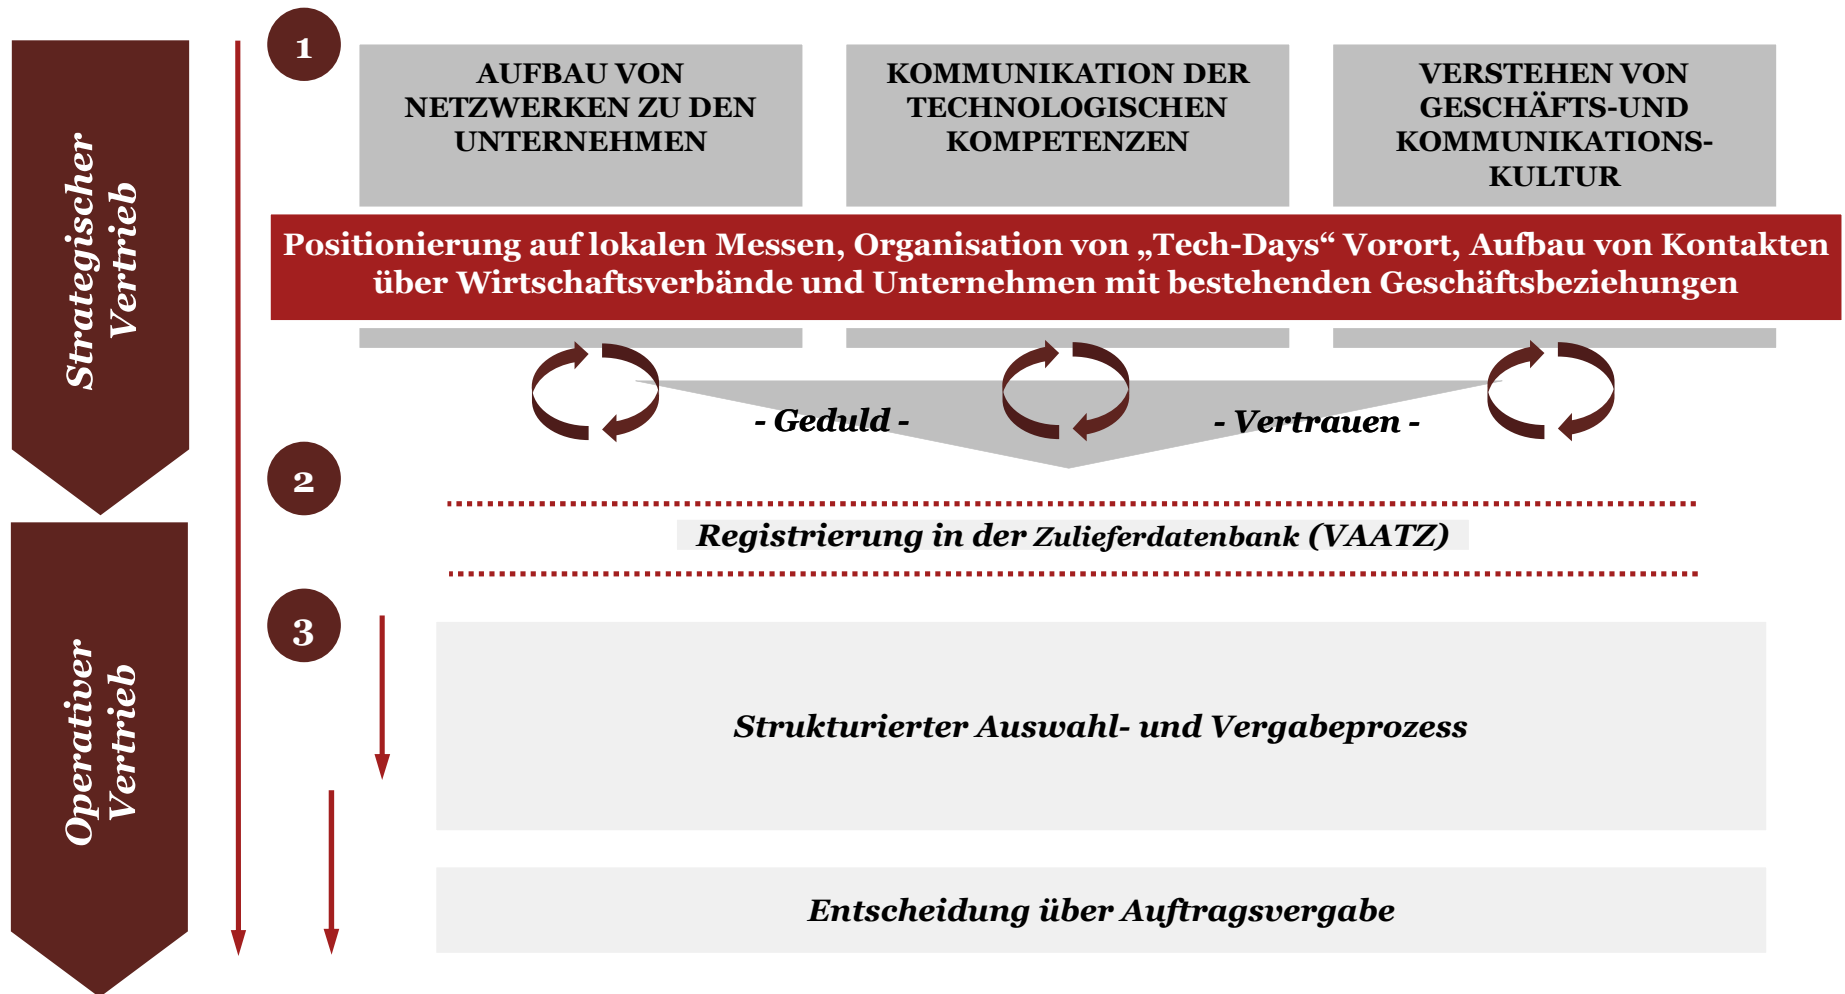 Strategischer
Vertrieb
1
AUFBAU VON
NETZWERKEN ZU DEN
UNTERNEHMEN
KOMMUNIKATION DER
TECHNOLOGISCHEN
KOMPETENZEN
VERSTEHEN VON
GESCHÄFTS-UND
KOMMUNIKATIONS-
KULTUR
Positionierung auf lokalen Messen, Organisation von „Tech-Days“ Vorort, Aufbau von Kontakten
über Wirtschaftsverbände und Unternehmen mit bestehenden Geschäftsbeziehungen
- Geduld -
- Vertrauen -
2
Registrierung in der Zulieferdatenbank (VAATZ)
Operativer
Vertrieb
3
Strukturierter Auswahl- und Vergabeprozess
Entscheidung über Auftragsvergabe